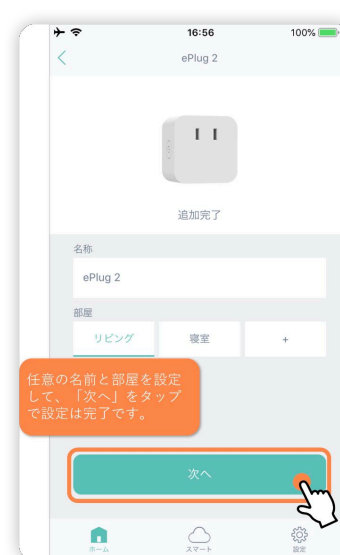 16:56
100%
ePlug 2
追加完了
名称
ePlug 2
部屋
リビング 寝室 +
任意の名前と部屋を設定
して、「次へ」をタップ
で設定は完了です。
次へ
ホーム スマート 設定